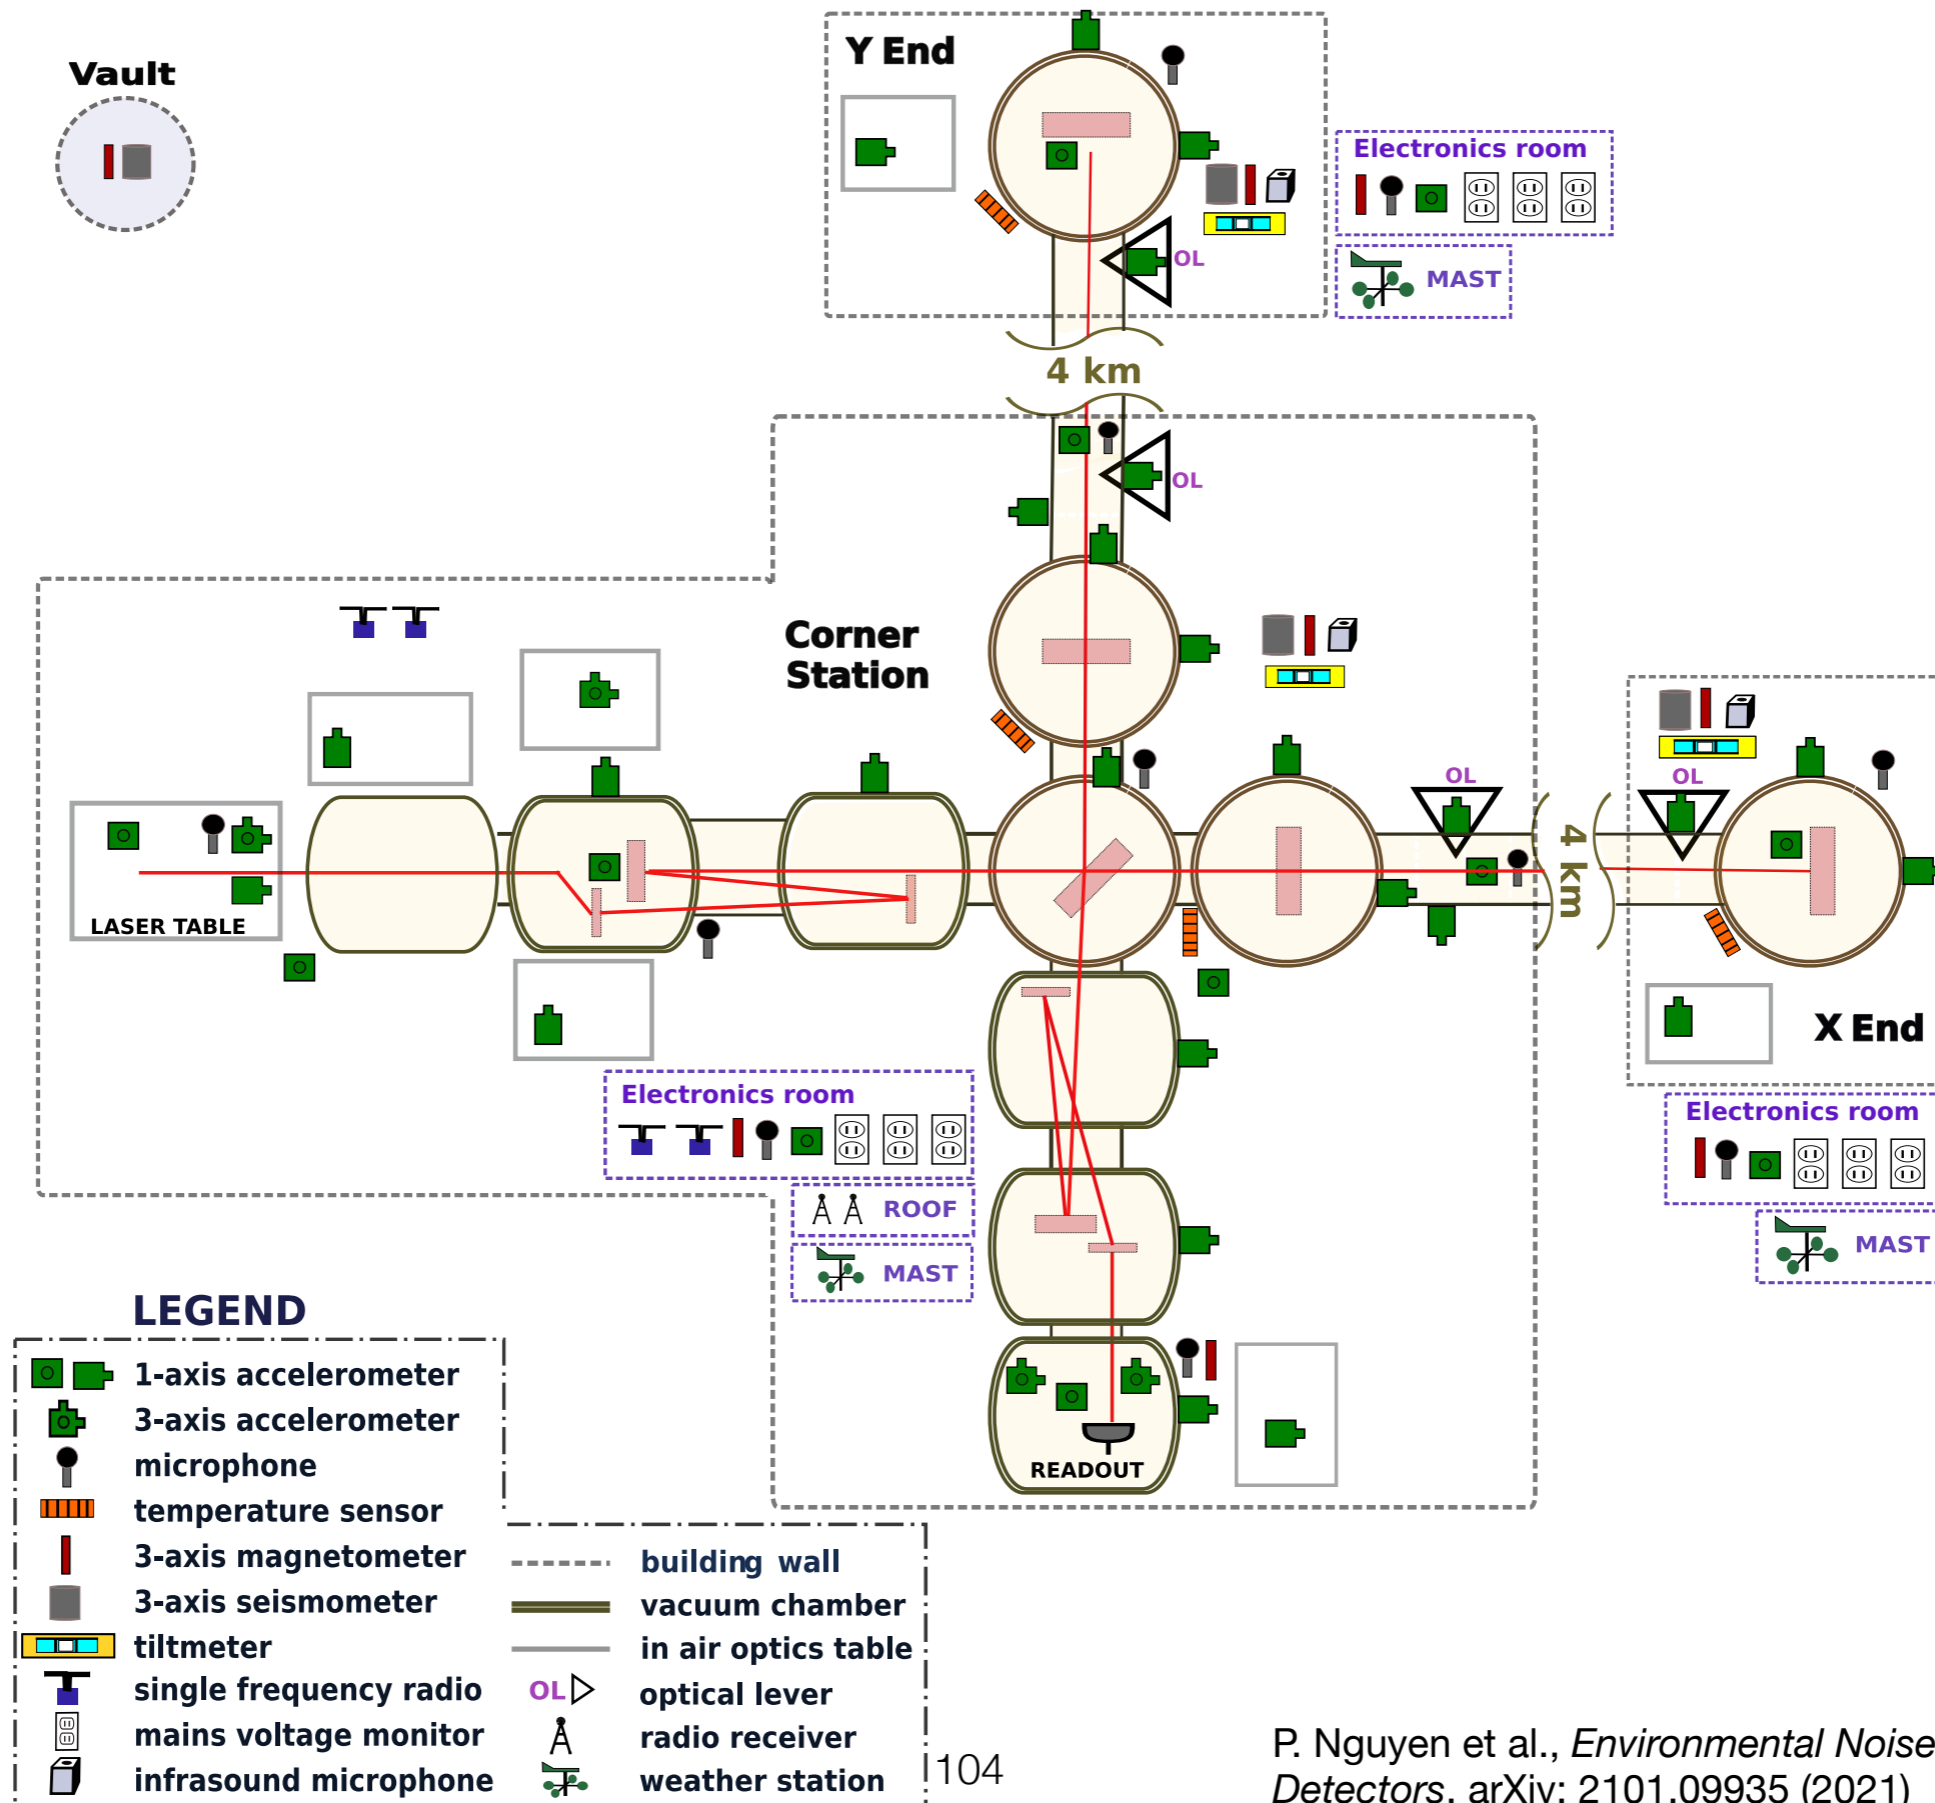 Vault
Y End
Electronics room
MAST
OL
4 km
OL
Corner
Station
OL
OL
4 km
LASER TABLE
X End
Electronics room
Electronics room
ROOF
MAST
MAST
READOUT
LEGEND
1-axis accelerometer
3-axis accelerometer
microphone
temperature sensor
3-axis magnetometer
3-axis seismometer
tiltmeter
single frequency radio
mains voltage monitor
infrasound microphone
building wall
vacuum chamber
in air optics table
OL optical lever
radio receiver
weather station
104
P. Nguyen et al., Environmental Noise
Detectors. arXiv: 2101.09935 (2021)